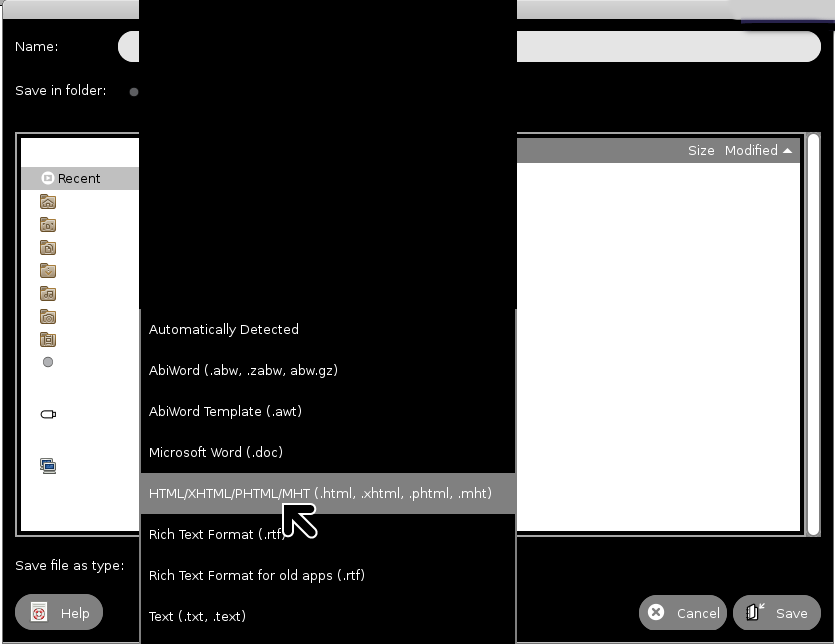 Name:
Save in folder:
Size Modified
Recent
Automatically Detected
AbiWord (.abw, .zabw, abw.gz)
AbiWord Template (.awt)
Microsoft Word (.doc)
HTML/XHTML/PHTML/MHT (.html, .xhtml, .phtml, .mht)
Rich Text Format (.rtf)
Save file as type:
Rich Text Format for old apps (.rtf)
Help
Text (.txt, .text)
Cancel
Save